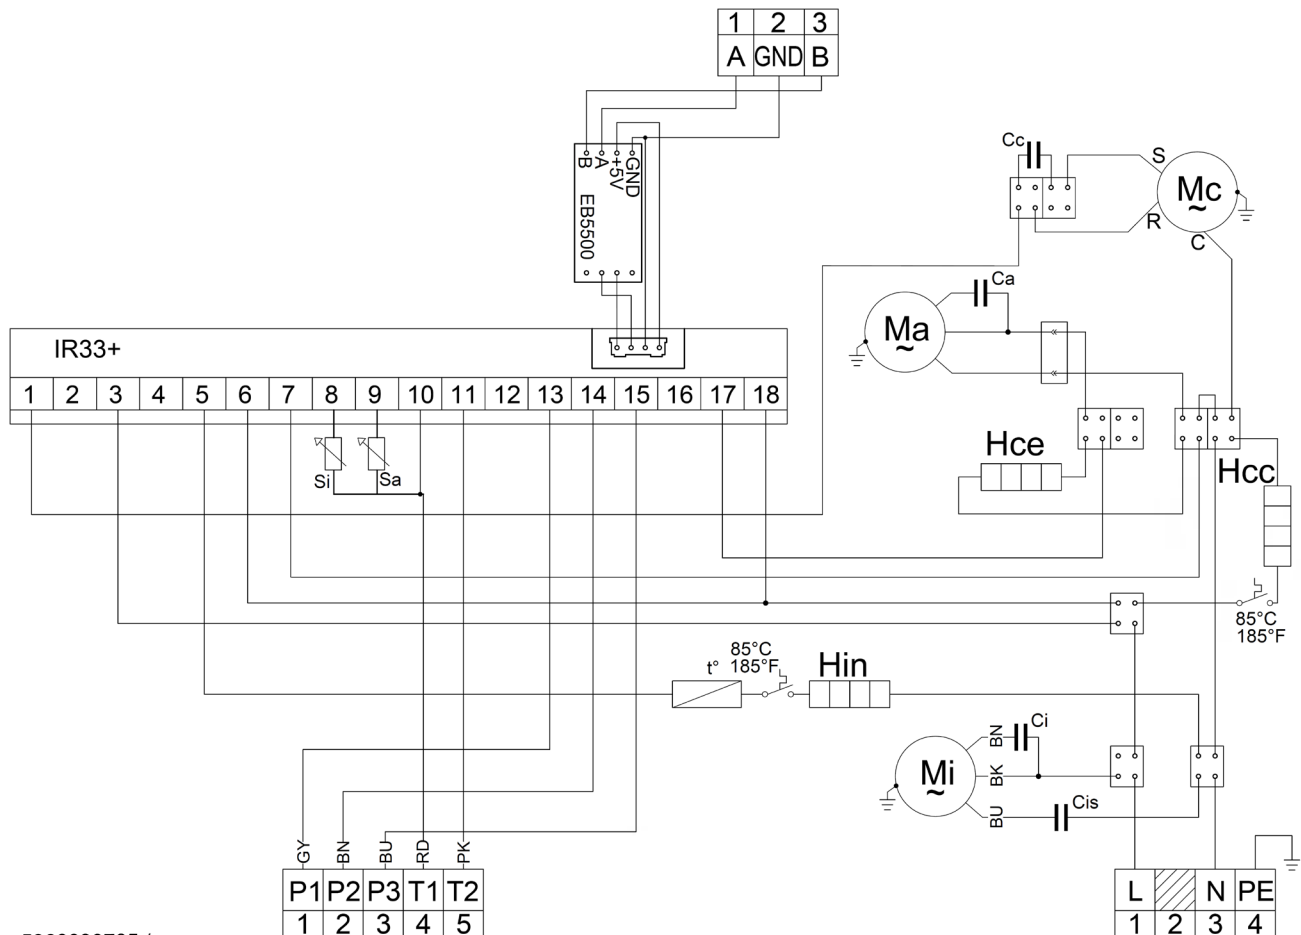 1 2 3
A GND B
B A +5V GND
EB5500
Cc
S
Mc
~
R
C
Ca
Ma
~
IR33+
1 2 3 4 5 6 7 8 9 10 11 12 13 14 15 16 17 18
Hce
Hcc
Si
Sa
85°C
185°F
t°
85°C
185°F
Hin
BN
Ci
Mi
~
BK
Cis
BU
GY BN BU RD PK
P1 P2 P3 T1 T2
1 2 3 4 5
L N PE
1 2 3 4